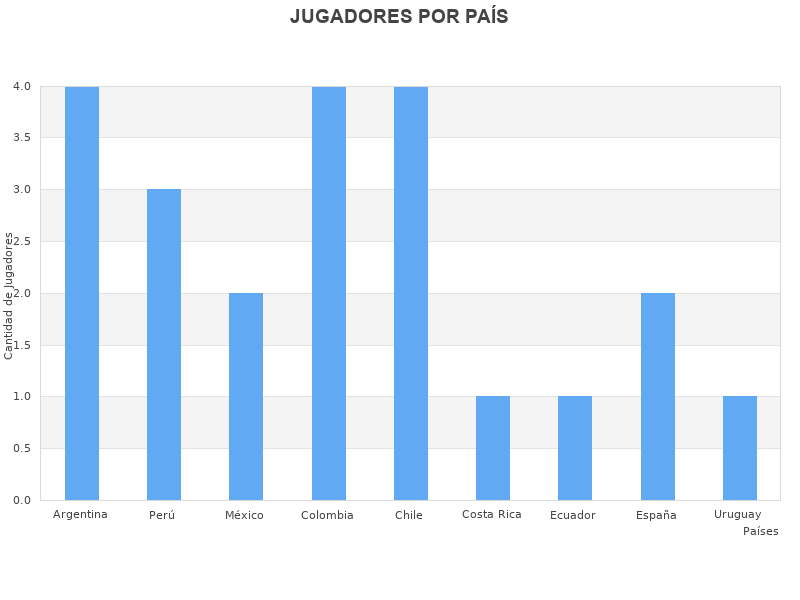 JUGADORES POR PAÍS
Cantidad de Jugadores
4.0
3.5
3.0
2.5
2.0
1.5
1.0
0.5
0.0
Argentina Perú México Colombia Chile Costa Rica Ecuador España Uruguay
Países